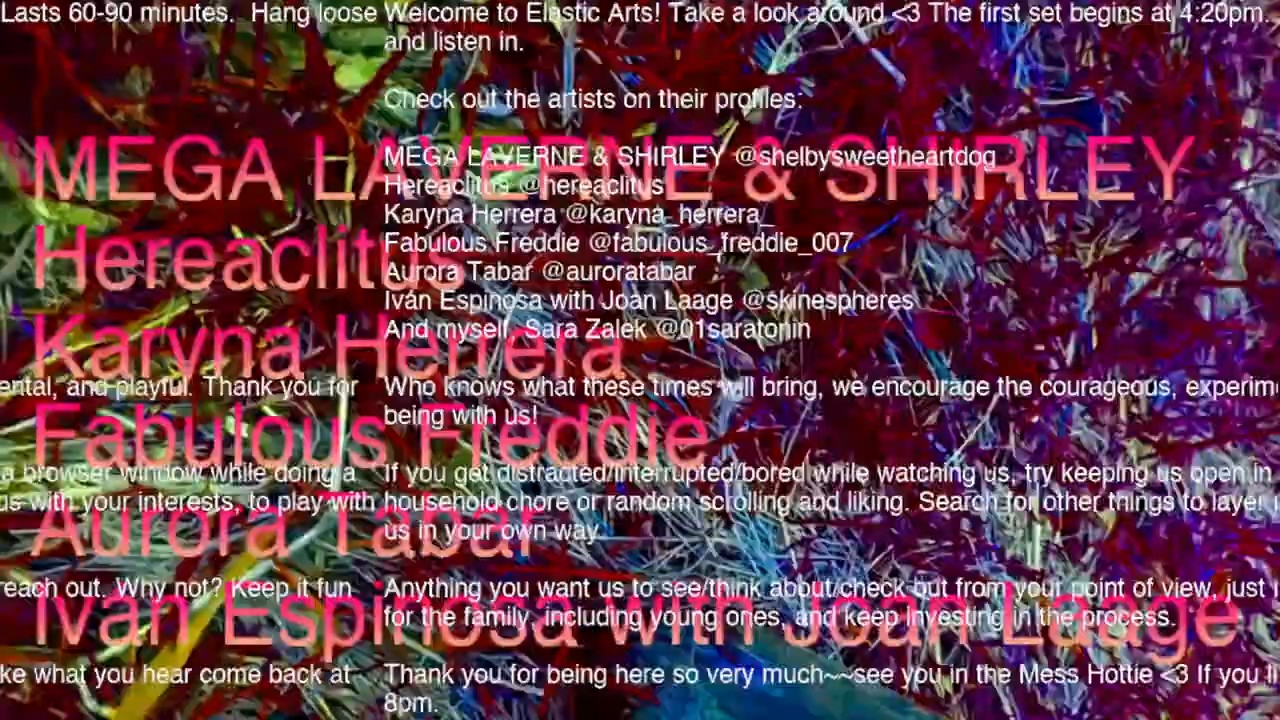 Welcome to Elastic Arts! Take a look around <3 The first set begins at 4:20pm. Lasts 60-90 minutes. Hang loose
and listen in.
Check out the artists on their profiles:
MEGA LAVERNE & SHIRLEY @shelbysweetheartdog
Hereaclitus @hereaclitus
Karyna Herrera @karyna_herrera_
Fabulous Freddie @fabulous_freddie_007
Aurora Tabar @auroratabar
Iván Espinosa with Joan Laage @skinespheres
And myself, Sara Zalek @01saratonin
Who knows what these times will bring, we encourage the courageous, experimental, and playful. Thank you for
being with us!
If you get distracted/interrupted/bored while watching us, try keeping us open in a browser window while doing a
household chore or random scrolling and liking. Search for other things to layer us with your interests, to play with
us in your own way.
Anything you want us to see/think about/check out from your point of view, just reach out. Why not? Keep it fun
for the family, including young ones, and keep investing in the process.
Thank you for being here so very much~~see you in the Mess Hottie <3 If you like what you hear come back at
8pm.
MEGA LAVERNE & SHIRLEY
Hereaclitus
Karyna Herrera
Fabulous Freddie
Aurora Tabar
Iván Espinosa with Joan Laage